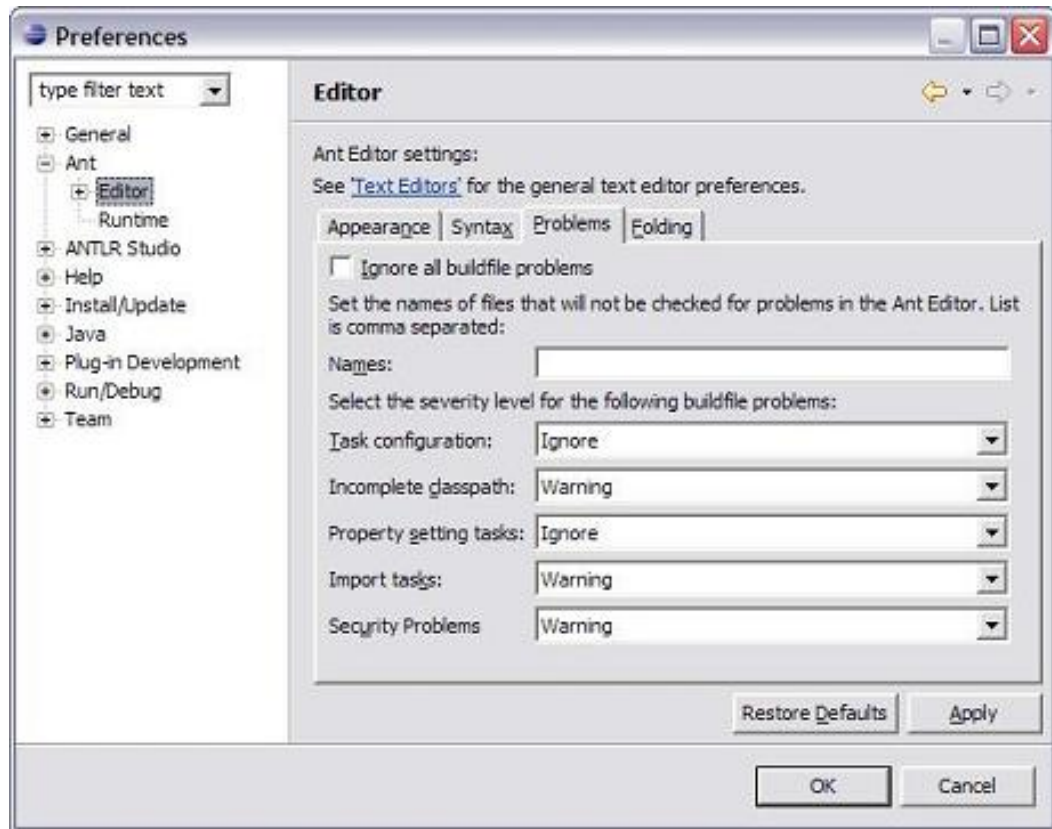 Preferences
type filter text
General
Ant
Editor
Runtime
ANTLR Studio
Help
Install/Update
Java
Plug-in Development
Run/Debug
Team
Editor
Ant Editor settings:
See 'Text Editors' for the general text editor preferences.
Appearance Syntax Problems Folding
Ignore all buildfile problems
Set the names of files that will not be checked for problems in the Ant Editor. List
is comma separated:
Names:
Select the severity level for the following buildfile problems:
Task configuration: Ignore
Incomplete classpath: Warning
Property setting tasks: Ignore
Import tasks: Warning
Security Problems Warning
Restore Defaults Apply
OK Cancel